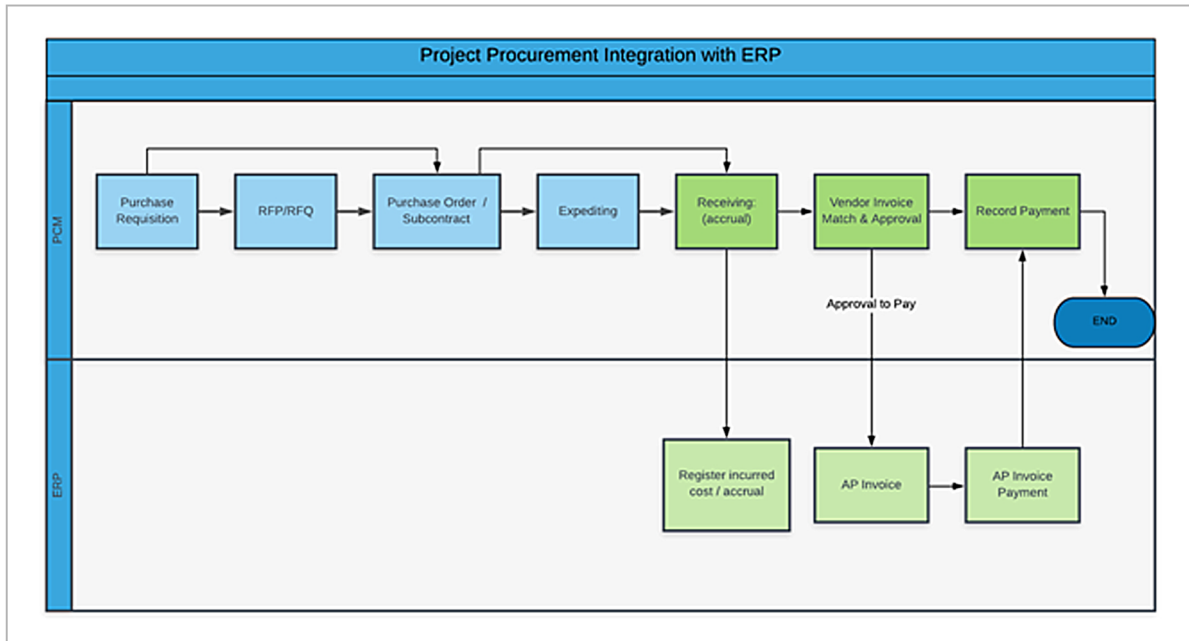 Project Procurement Integration with ERP
PCM
Purchase
Requisition
RFP/RFQ
Purchase Order /
Subcontract
Expediting
Receiving:
(accrual)
Vendor Invoice
Match & Approval
Record Payment
Approval to Pay
END
ERP
Register incurred
cost / accrual
AP Invoice
AP Invoice
Payment